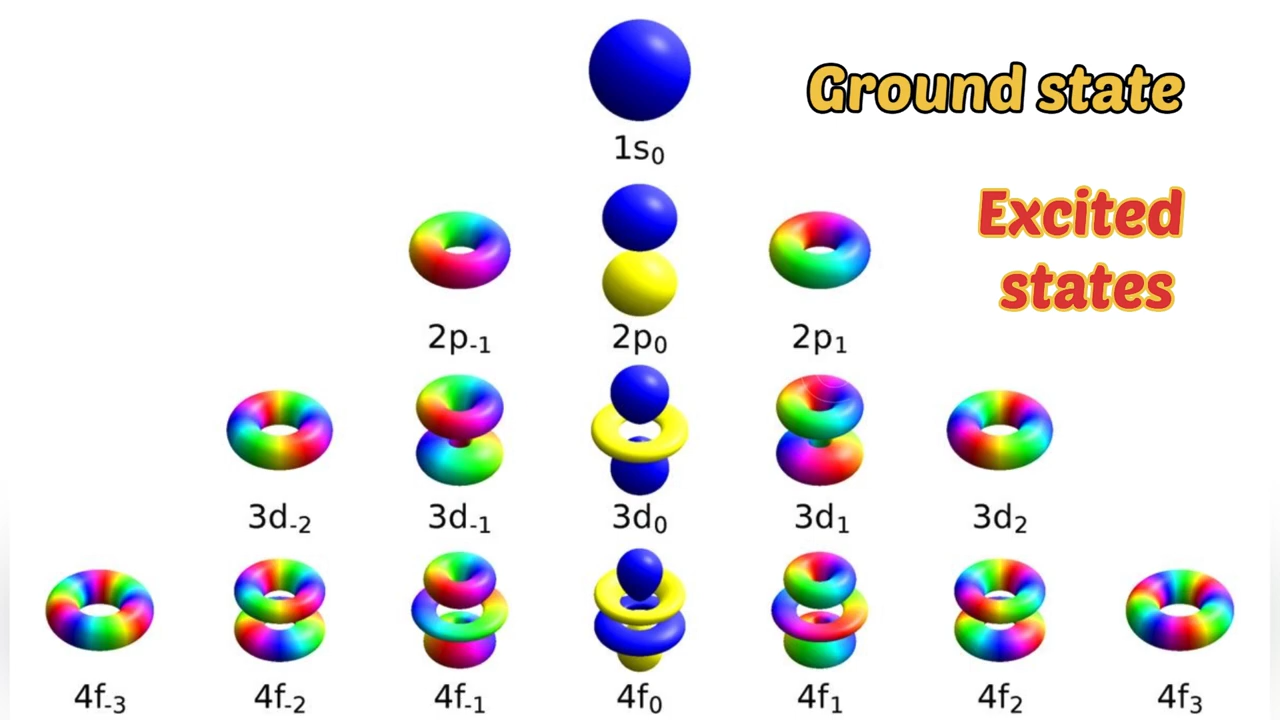 Ground state
1s₀
Excited
states
2p₋₁ 2p₀ 2p₁
3d₋₂ 3d₋₁ 3d₀ 3d₁ 3d₂
4f₋₃ 4f₋₂ 4f₋₁ 4f₀ 4f₁ 4f₂ 4f₃